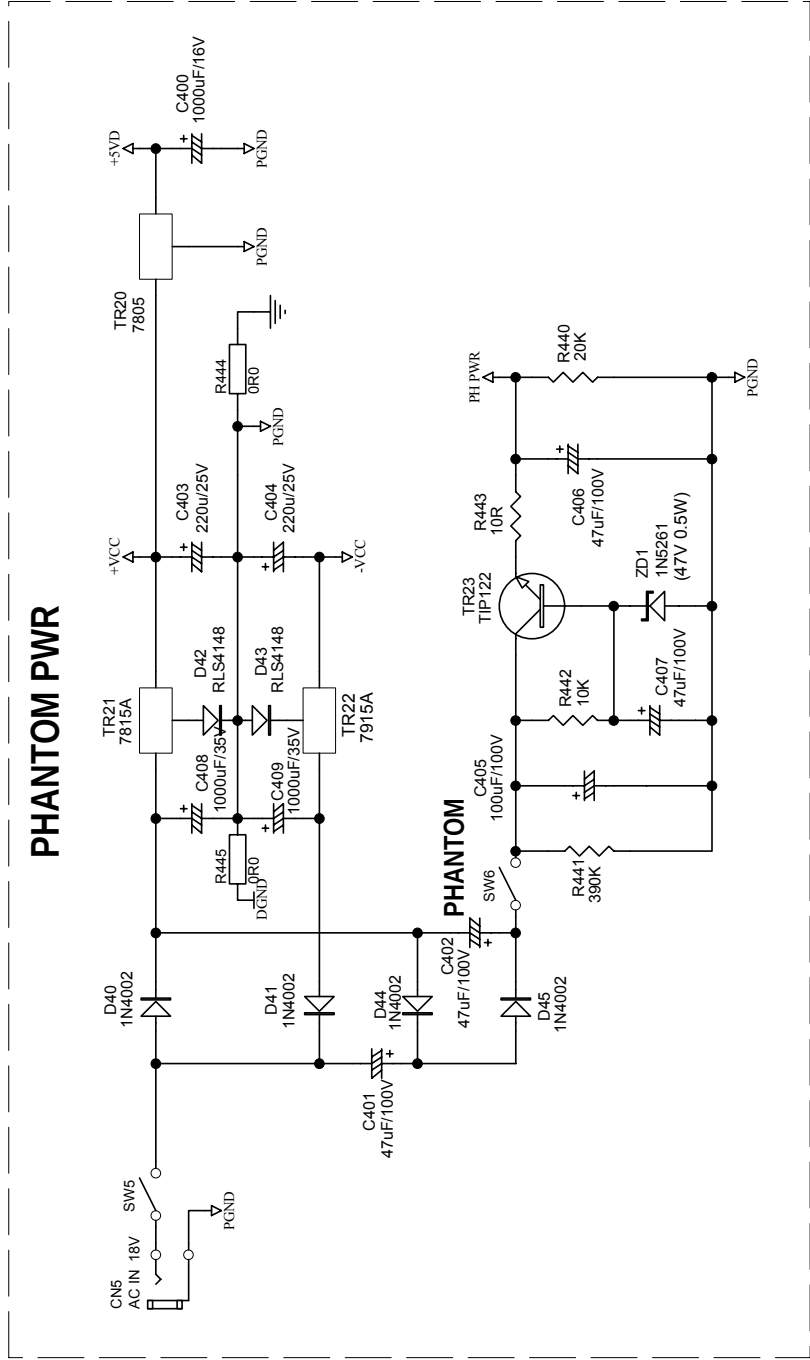 PHANTOM PWR
CN5
AC IN 18V
SW5
PGND
D40
1N4002
D41
1N4002
C401
47uF/100V
+
D44
1N4002
C402
47uF/100V
+
D45
1N4002
PHANTOM
SW6
R445
0R0
DGND
C408
1000uF/35V
+
C409
1000uF/35V
+
TR21
7815A
D42
RLS4148
D43
RLS4148
TR22
7915A
+VCC
C403
220u/25V
+
C404
220u/25V
+
-VCC
PGND
R444
0R0
TR20
7805
PGND
+5VD
C400
1000uF/16V
+
PGND
R441
390K
C405
100uF/100V
+
R442
10K
C407
47uF/100V
+
TR23
TIP122
ZD1
1N5261
(47V 0.5W)
R443
10R
C406
47uF/100V
+
PH PWR
R440
20K
PGND